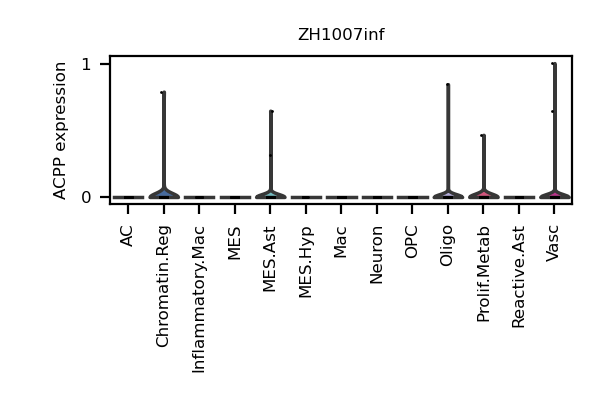 ZH1007inf
ACPP expression
1
0
AC
Chromatin.Reg
Inflammatory.Mac
MES
MES.Ast
MES.Hyp
Mac
Neuron
OPC
Oligo
Prolif.Metab
Reactive.Ast
Vasc